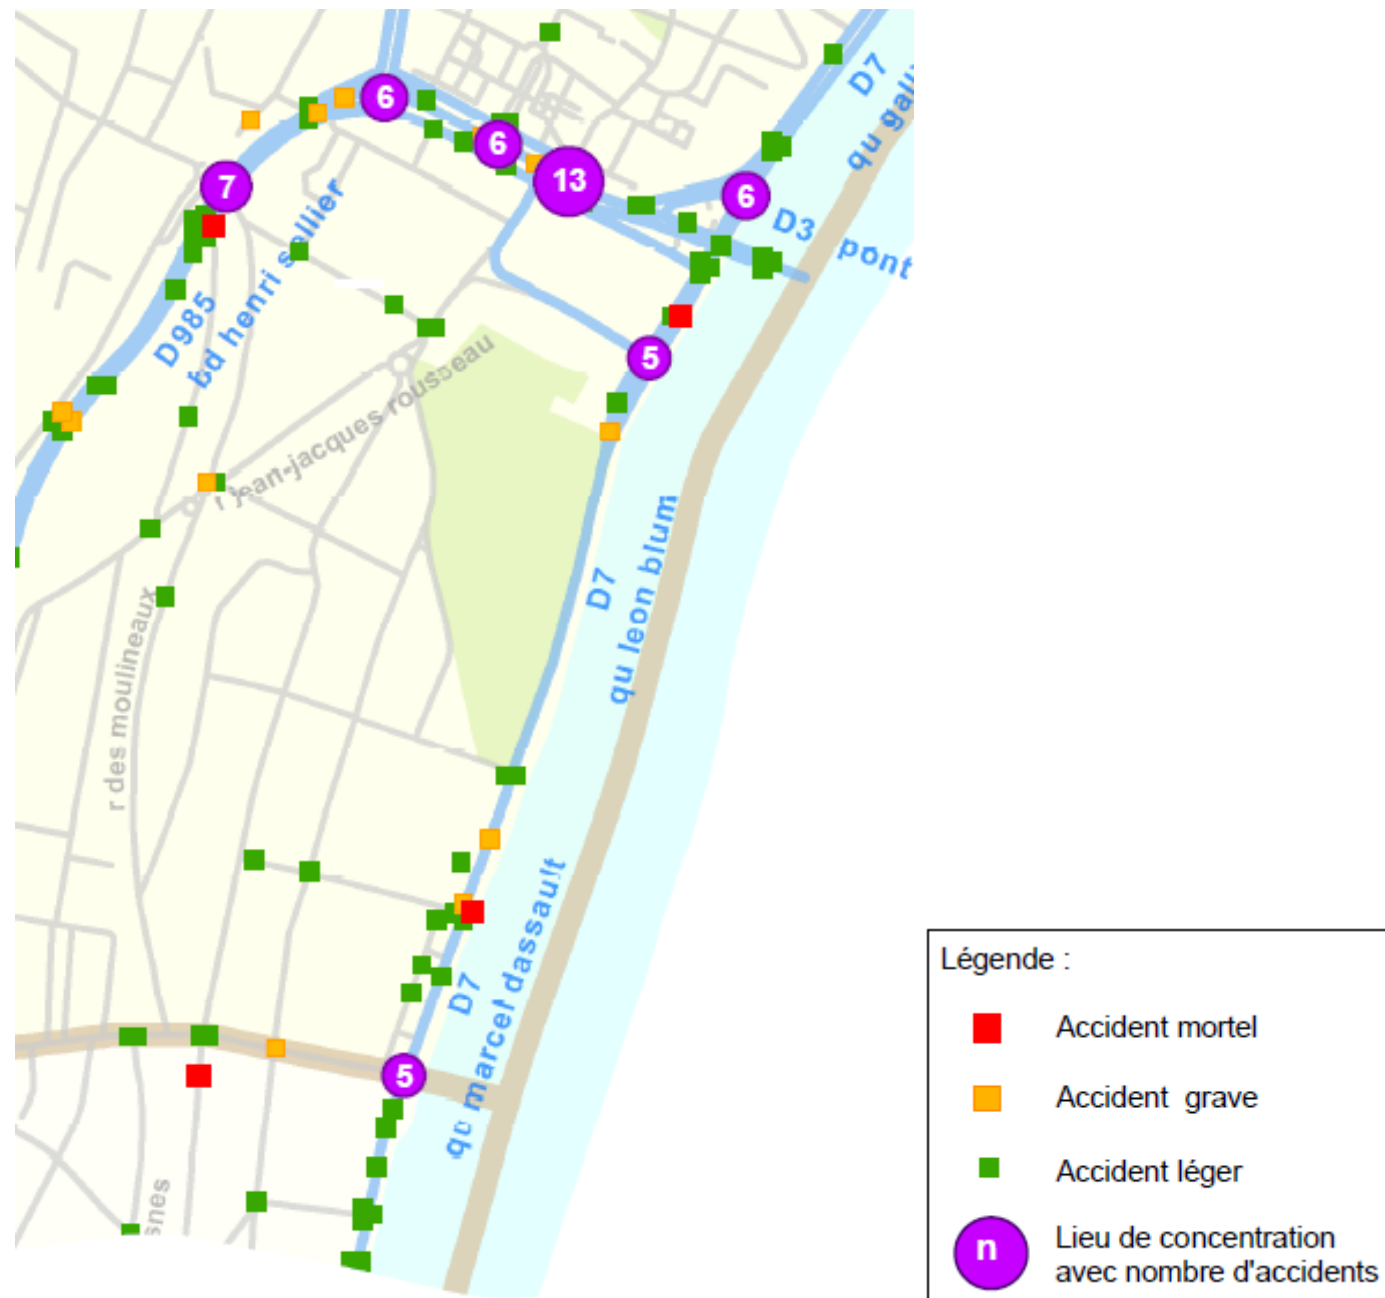 D7
qu gall
6
6
7
13
6
D3 pont
D985
bd henri sellier
5
r jean-jacques rousseau
D7
qu leon blum
r des moulineaux
D7
qu marcel dassault
5
snes
Légende :
Accident mortel
Accident grave
Accident léger
n
Lieu de concentration
avec nombre d'accidents